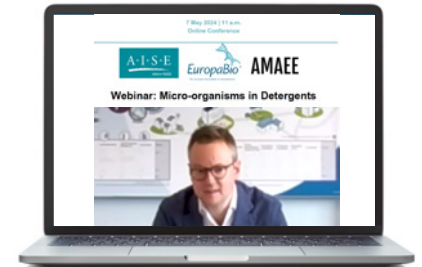 7 May 2024 | 11 a.m.
Online Conference
A·I·S·E
EuropaBio
AMAEE
Webinar: Micro-organisms in Detergents